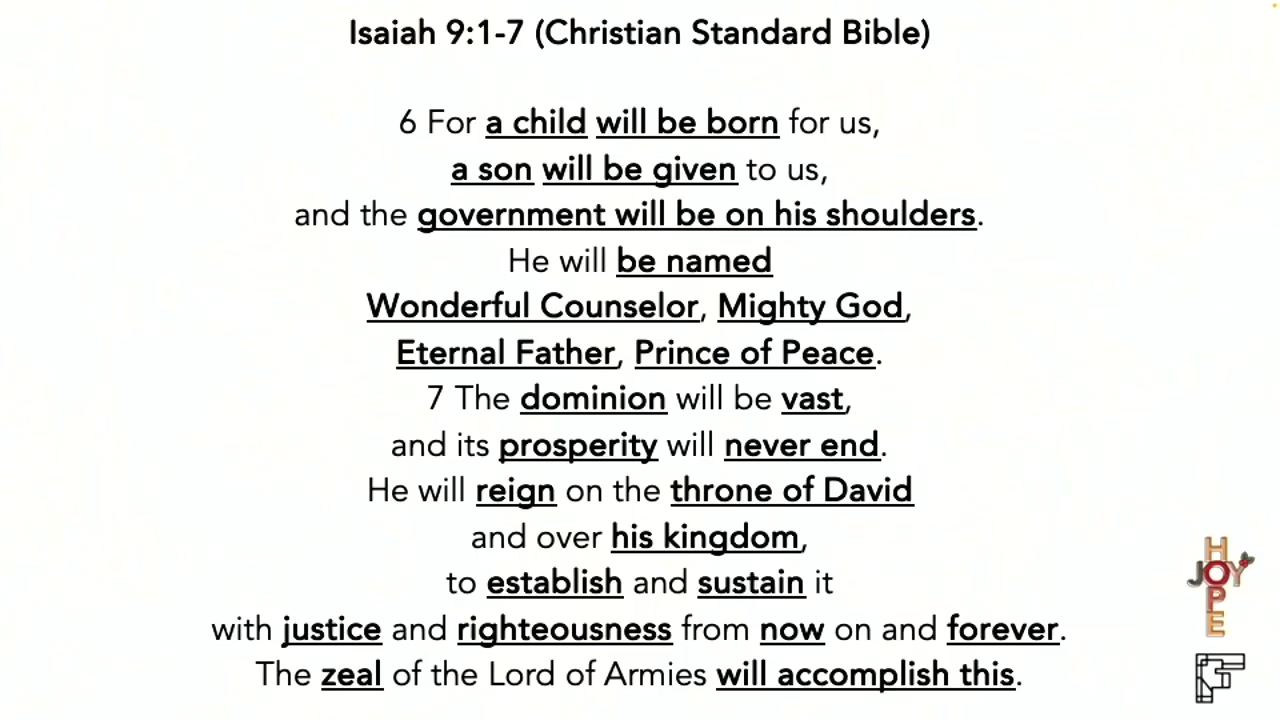 Isaiah 9:1-7 (Christian Standard Bible)
6 For a child will be born for us,
a son will be given to us,
and the government will be on his shoulders.
He will be named
Wonderful Counselor, Mighty God,
Eternal Father, Prince of Peace.
7 The dominion will be vast,
and its prosperity will never end.
He will reign on the throne of David
and over his kingdom,
to establish and sustain it
with justice and righteousness from now on and forever.
The zeal of the Lord of Armies will accomplish this.
HOPE
JOY